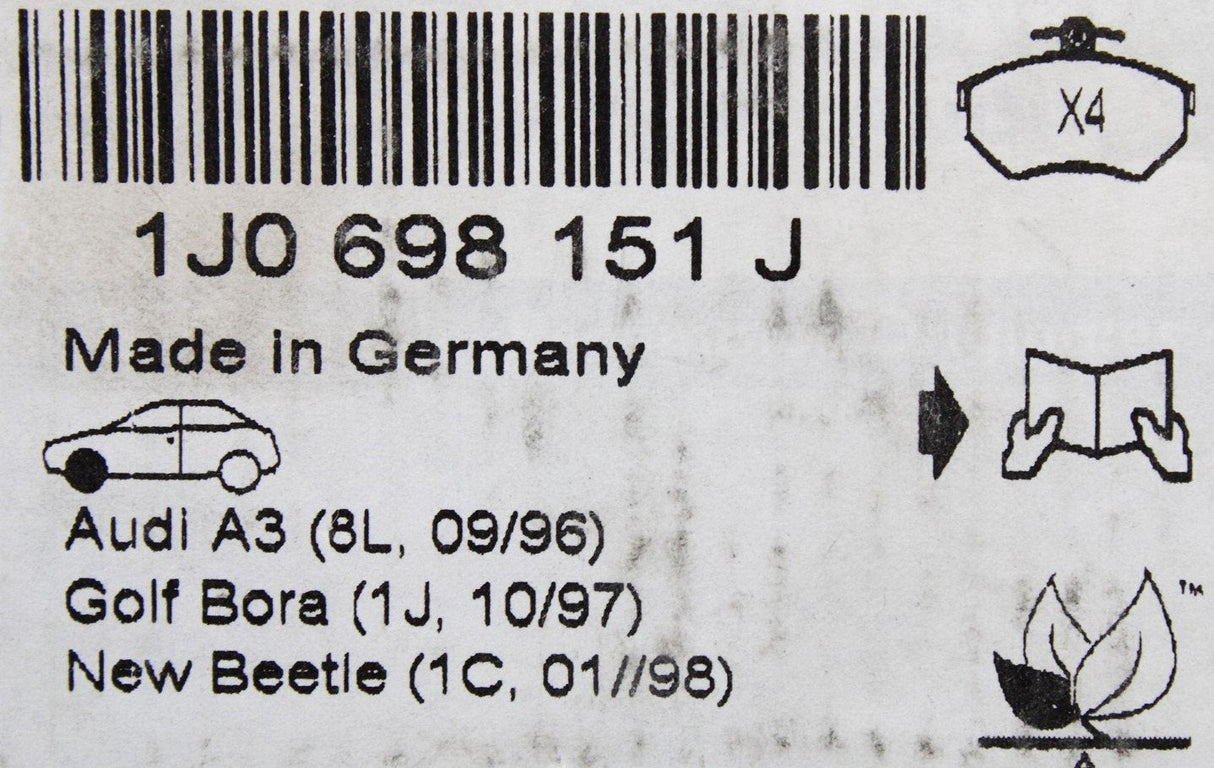 X4
1J0 698 151 J
Made in Germany
Audi A3 (8L, 09/96)
Golf Bora (1J, 10/97)
New Beetle (1C, 01//98)
TM